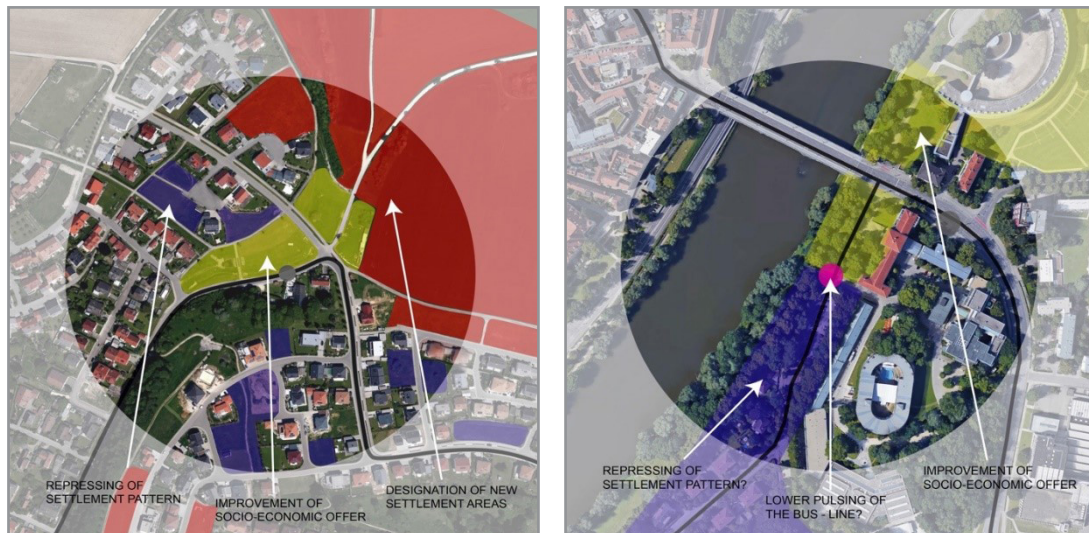 REPRESSING OF
SETTLEMENT PATTERN
IMPROVEMENT OF
SOCIO-ECONOMIC OFFER
DESIGNATION OF NEW
SETTLEMENT AREAS
REPRESSING OF
SETTLEMENT PATTERN?
LOWER PULSING OF
THE BUS - LINE?
IMPROVEMENT OF
SOCIO-ECONOMIC OFFER